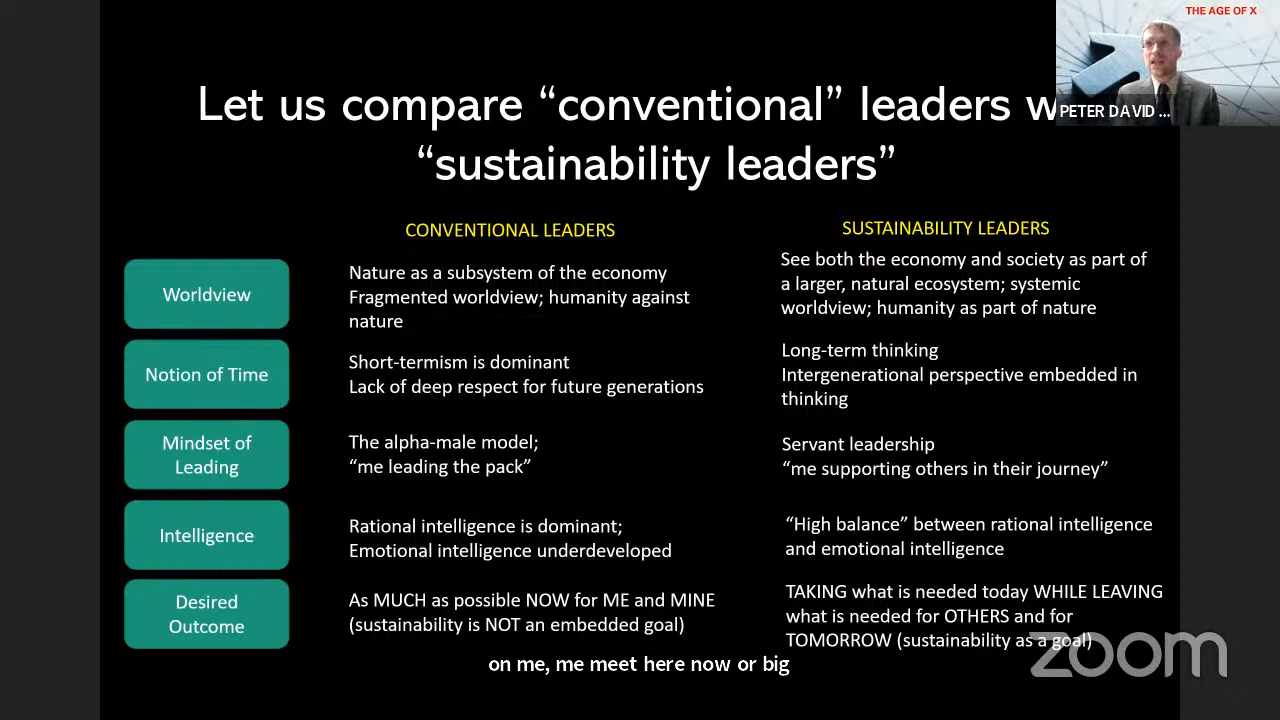 THE AGE OF X
PETER DAVID ...
Let us compare “conventional” leaders w
“sustainability leaders”
CONVENTIONAL LEADERS
SUSTAINABILITY LEADERS
Worldview
Nature as a subsystem of the economy
Fragmented worldview; humanity against
nature
See both the economy and society as part of
a larger, natural ecosystem; systemic
worldview; humanity as part of nature
Notion of Time
Short-termism is dominant
Lack of deep respect for future generations
Long-term thinking
Intergenerational perspective embedded in
thinking
Mindset of
Leading
The alpha-male model;
“me leading the pack”
Servant leadership
“me supporting others in their journey”
Intelligence
Rational intelligence is dominant;
Emotional intelligence underdeveloped
“High balance” between rational intelligence
and emotional intelligence
Desired
Outcome
As MUCH as possible NOW for ME and MINE
(sustainability is NOT an embedded goal)
TAKING what is needed today WHILE LEAVING
what is needed for OTHERS and for
TOMORROW (sustainability as a goal)
zoom
on me, me meet here now or big